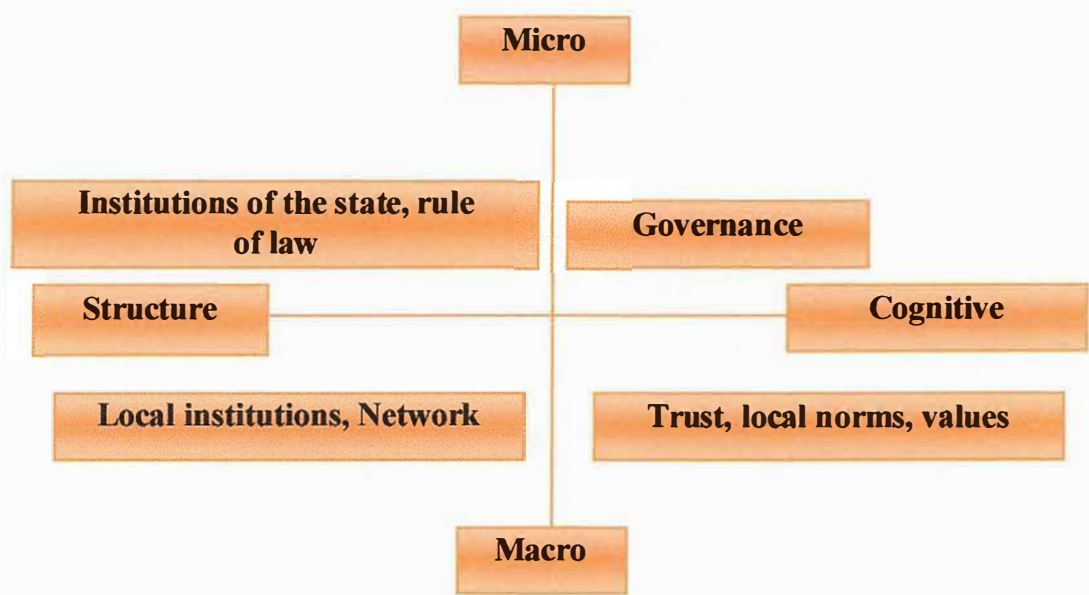 Micro
Institutions of the state, rule
of law
Governance
Structure
Cognitive
Local institutions, Network
Trust, local norms, values
Macro